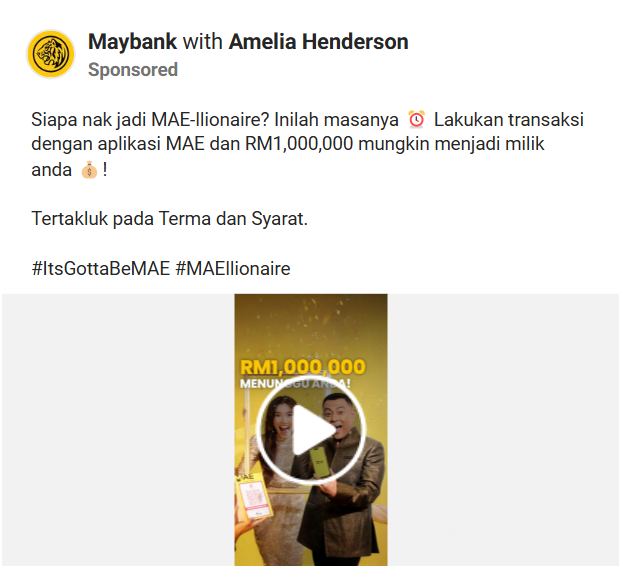 Maybank with Amelia Henderson
Sponsored
Siapa nak jadi MAE-llionaire? Inilah masanya ⏰ Lakukan transaksi
dengan aplikasi MAE dan RM1,000,000 mungkin menjadi milik
anda 💰!
Tertakluk pada Terma dan Syarat.
#ItsGottaBeMAE #MAEllionaire
RM1,000,000
MENUNGGU ANDA!
MAE